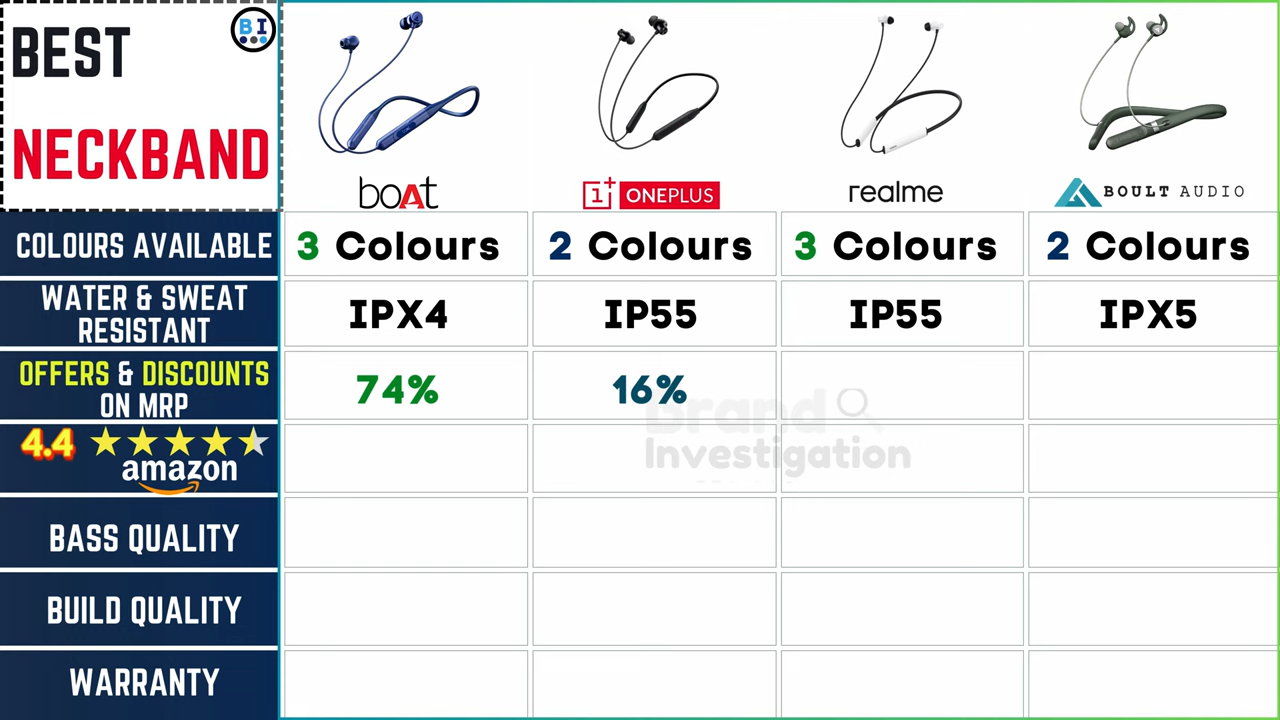 BEST
BI
NECKBAND
boAt
1+ ONEPLUS
realme
BOULT AUDIO
COLOURS AVAILABLE
3 Colours
2 Colours
3 Colours
2 Colours
WATER & SWEAT
RESISTANT
IPX4
IP55
IP55
IPX5
OFFERS & DISCOUNTS
ON MRP
74%
16%
Brand
Investigation
4.4
amazon
BASS QUALITY
BUILD QUALITY
WARRANTY